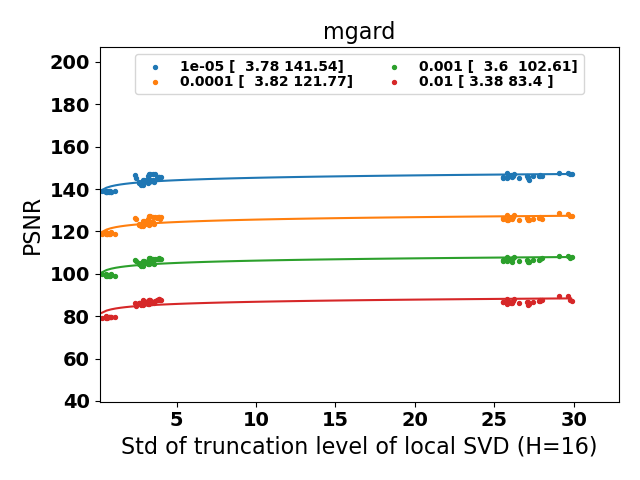 mgard
1e-05 [  3.78 141.54]
0.0001 [  3.82 121.77]
0.001 [  3.6  102.61]
0.01 [ 3.38 83.4 ]
PSNR
200
180
160
140
120
100
80
60
40
5 10 15 20 25 30
Std of truncation level of local SVD (H=16)